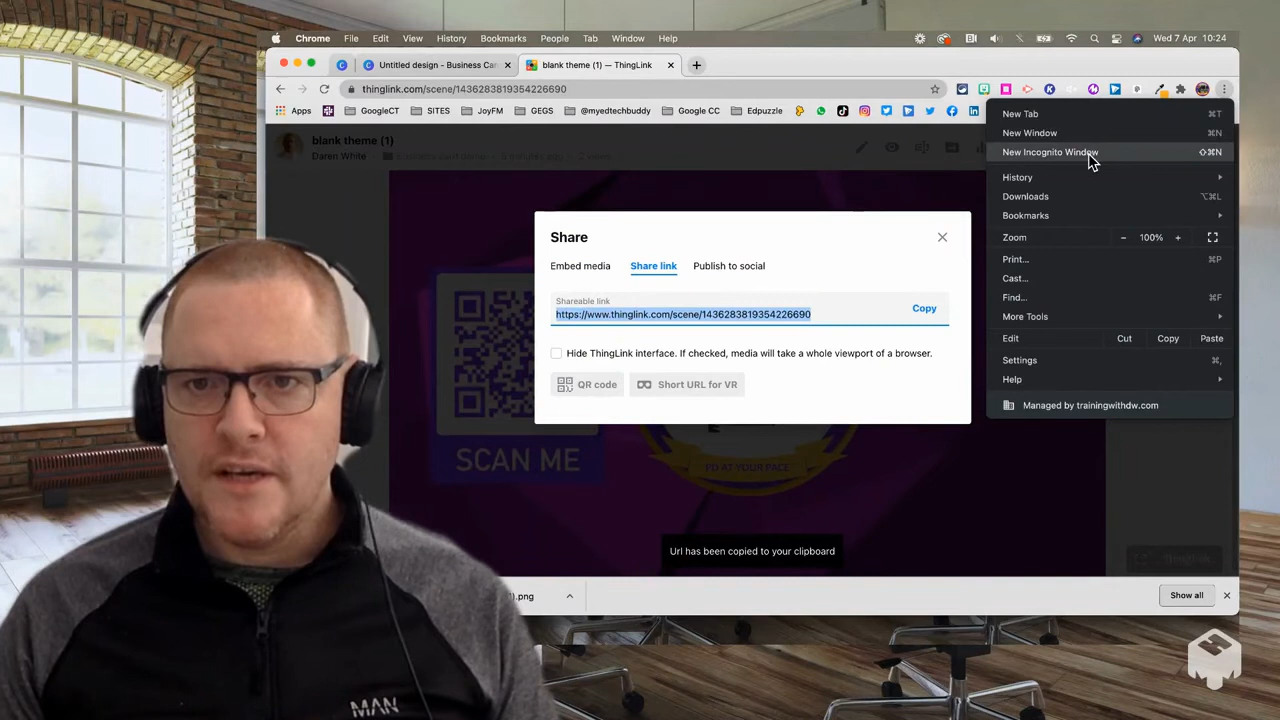 Chrome File Edit View History Bookmarks People Tab Window Help Wed 7 Apr 10:24
Untitled design - Business Car
blank theme (1) — ThingLink
thinglink.com/scene/1436283819354226690
Apps GoogleCT SITES JoyFM GEGS @myedtechbuddy Google CC Edpuzzle
blank theme (1)
Daren White
New Tab ⌘T
New Window ⌘N
New Incognito Window ⇧⌘N
History
Downloads ⌥⌘L
Bookmarks
Zoom − 100% +
Print... ⌘P
Cast...
Find... ⌘F
More Tools
Edit Cut Copy Paste
Settings ⌘,
Help
Managed by trainingwithdw.com
Share
Embed media Share link Publish to social
Shareable link
https://www.thinglink.com/scene/1436283819354226690
Copy
Hide ThingLink interface. If checked, media will take a whole viewport of a browser.
QR code Short URL for VR
SCAN ME
I'D AT YOUR PACE
Url has been copied to your clipboard
).png
Show all
MAN